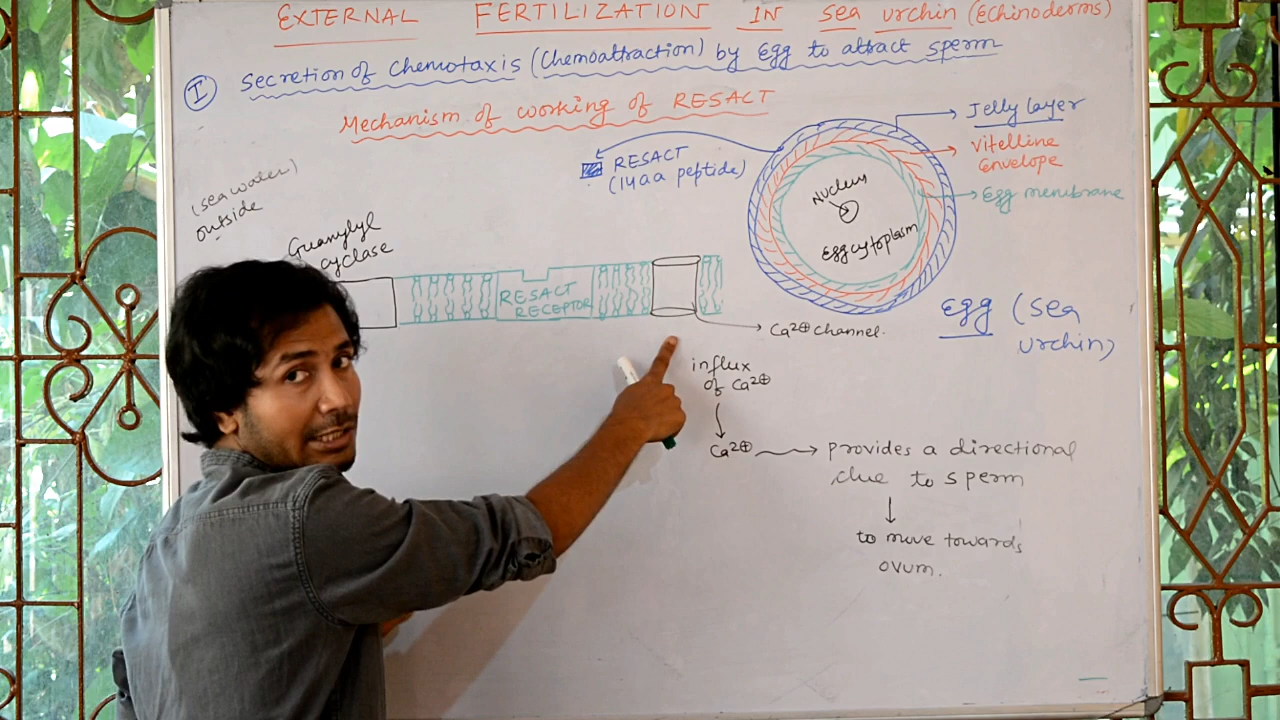 EXTERNAL FERTILIZATION IN sea urchin (Echinoderms)
I secretion of chemotaxis (chemoattraction) by Egg to attract sperm
Mechanism of working of RESACT
Jelly layer
vitelline
Envelope
Egg membrane
RESACT
(14aa peptide)
Nucleus
Egg cytoplasm
(sea water)
outside
Guanylyl
cyclase
RESACT
RECEPTOR
Ca2⊕ channel.
Egg (sea
urchin)
influx
of Ca2⊕
Ca2⊕ → provides a directional
clue to sperm
↓
to move towards
ovum.